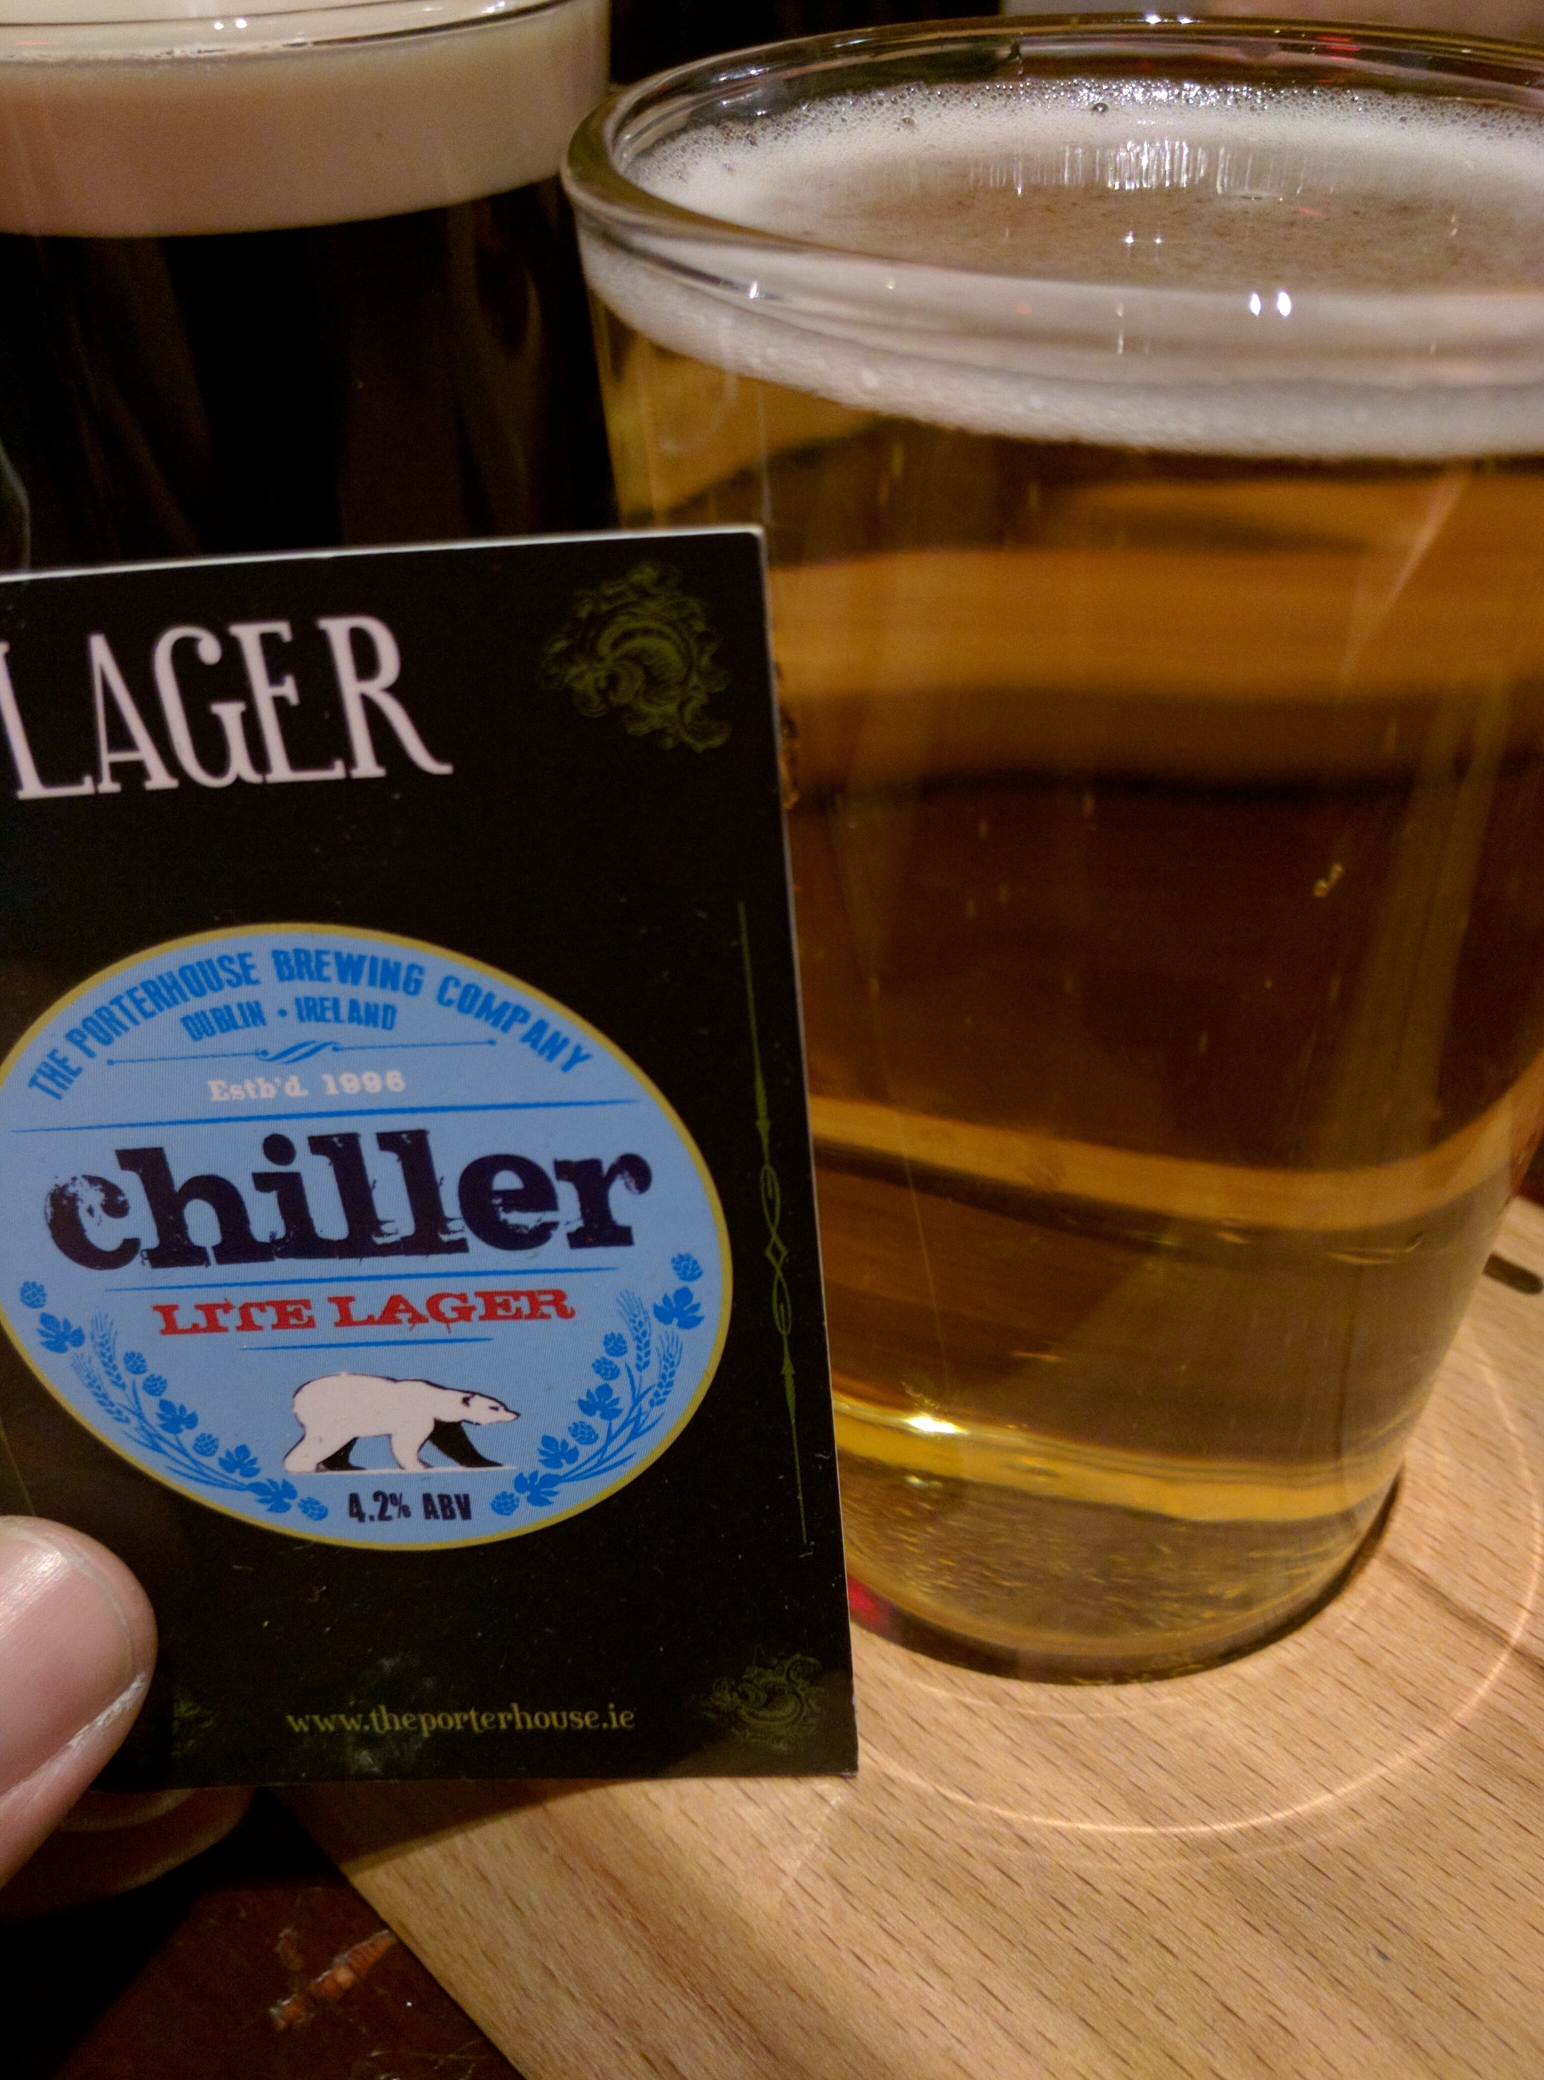 LAGER
THE PORTERHOUSE BREWING COMPANY
DUBLIN • IRELAND
Estb'd. 1996
chiller
LITE LAGER
4.2% ABV
www.theporterhouse.ie